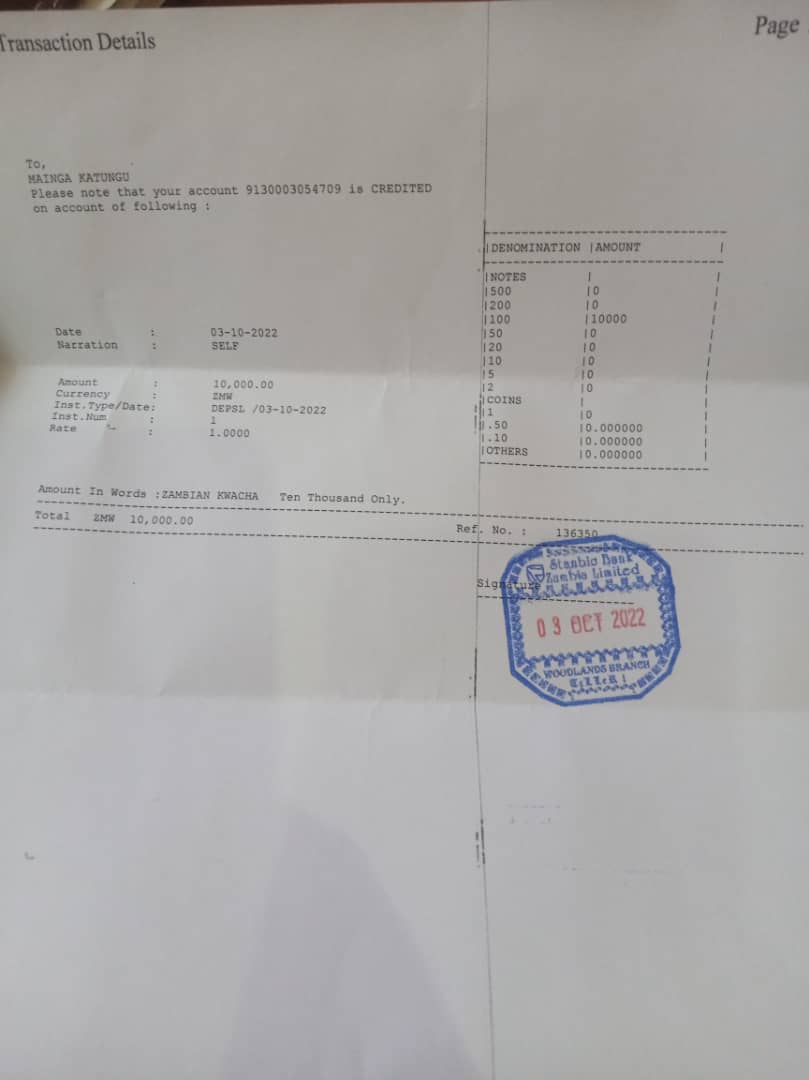 Transaction Details
Page
To,
MAINGA KATUNGU
Please note that your account 9130003054709 is CREDITED
on account of following :
|DENOMINATION |AMOUNT |
|NOTES | |
|500 |0 |
|200 |0 |
|100 |10000 |
|50 |0 |
|20 |0 |
|10 |0 |
|5 |0 |
|2 |0 |
|COINS | |
|1 |0 |
|.50 |0.000000 |
|.10 |0.000000 |
|OTHERS |0.000000 |
Date : 03-10-2022
Narration : SELF
Amount : 10,000.00
Currency : ZMW
Inst.Type/Date: DEPSL /03-10-2022
Inst.Num : 1
Rate : 1.0000
Amount In Words :ZAMBIAN KWACHA Ten Thousand Only.
Total ZMW 10,000.00
Ref. No. : 136350
Signature
Stanbic Bank
Zambia Limited
03 OCT 2022
WOODLANDS BRANCH
TELLER 1